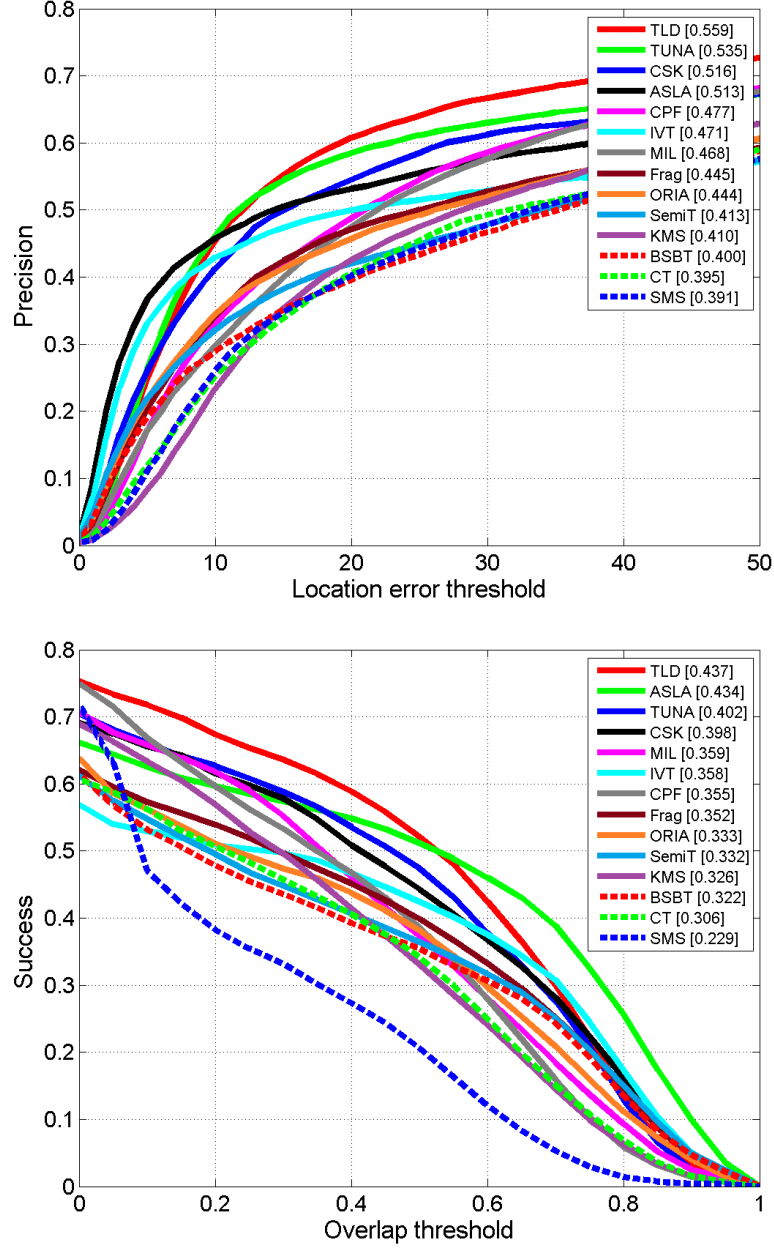 0.8
0.7
0.6
0.5
0.4
0.3
0.2
0.1
0
Precision
TLD [0.559]
TUNA [0.535]
CSK [0.516]
ASLA [0.513]
CPF [0.477]
IVT [0.471]
MIL [0.468]
Frag [0.445]
ORIA [0.444]
SemiT [0.413]
KMS [0.410]
BSBT [0.400]
CT [0.395]
SMS [0.391]
0 10 20 30 40 50
Location error threshold
0.8
0.7
0.6
0.5
0.4
0.3
0.2
0.1
0
Success
TLD [0.437]
ASLA [0.434]
TUNA [0.402]
CSK [0.398]
MIL [0.359]
IVT [0.358]
CPF [0.355]
Frag [0.352]
ORIA [0.333]
SemiT [0.332]
KMS [0.326]
BSBT [0.322]
CT [0.306]
SMS [0.229]
0 0.2 0.4 0.6 0.8 1
Overlap threshold